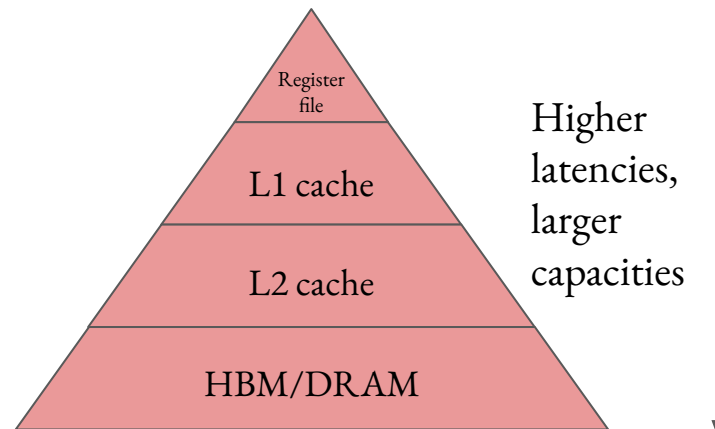 Register
file
L1 cache
L2 cache
HBM/DRAM
Higher
latencies,
larger
capacities